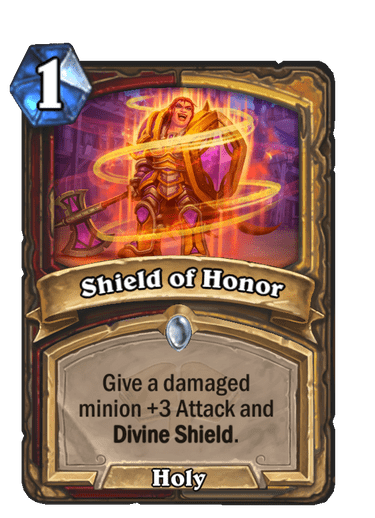 1
Shield of Honor
Give a damaged
minion +3 Attack and
Divine Shield.
Holy